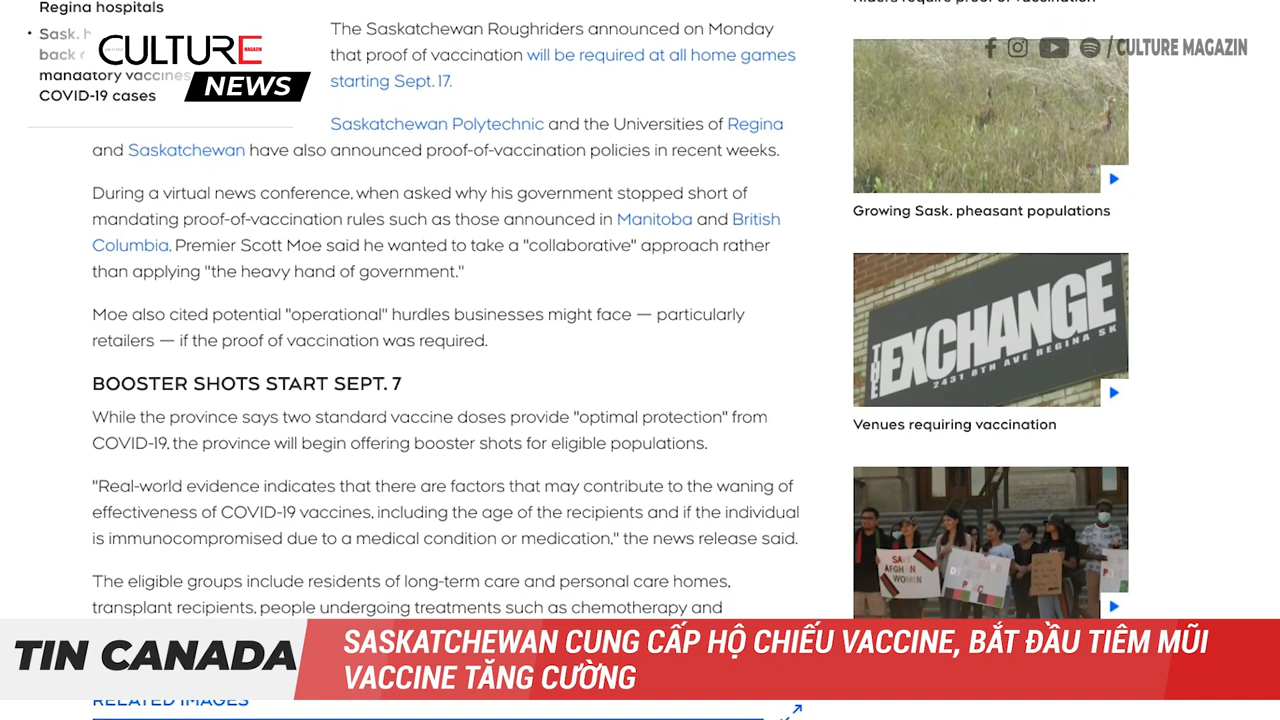 Regina hospitals
• Sask. h
back
mandatory vaccines
COVID-19 cases
CULTURE
MAGAZIN
NEWS
The Saskatchewan Roughriders announced on Monday
that proof of vaccination will be required at all home games
starting Sept. 17.
Saskatchewan Polytechnic and the Universities of Regina
and Saskatchewan have also announced proof-of-vaccination policies in recent weeks.
During a virtual news conference, when asked why his government stopped short of
mandating proof-of-vaccination rules such as those announced in Manitoba and British
Columbia, Premier Scott Moe said he wanted to take a "collaborative" approach rather
than applying "the heavy hand of government."
Moe also cited potential "operational" hurdles businesses might face — particularly
retailers — if the proof of vaccination was required.
BOOSTER SHOTS START SEPT. 7
While the province says two standard vaccine doses provide "optimal protection" from
COVID-19, the province will begin offering booster shots for eligible populations.
"Real-world evidence indicates that there are factors that may contribute to the waning of
effectiveness of COVID-19 vaccines, including the age of the recipients and if the individual
is immunocompromised due to a medical condition or medication," the news release said.
The eligible groups include residents of long-term care and personal care homes,
transplant recipients, people undergoing treatments such as chemotherapy and
RELATED IMAGES
Riders require proof of vaccination
/ CULTURE MAGAZIN
Growing Sask. pheasant populations
THE EXCHANGE
2431 8TH AVE REGINA SK
Venues requiring vaccination
SAVE
AFGHAN
WOMEN
TIN CANADA
SASKATCHEWAN CUNG CẤP HỘ CHIẾU VACCINE, BẮT ĐẦU TIÊM MŨI
VACCINE TĂNG CƯỜNG